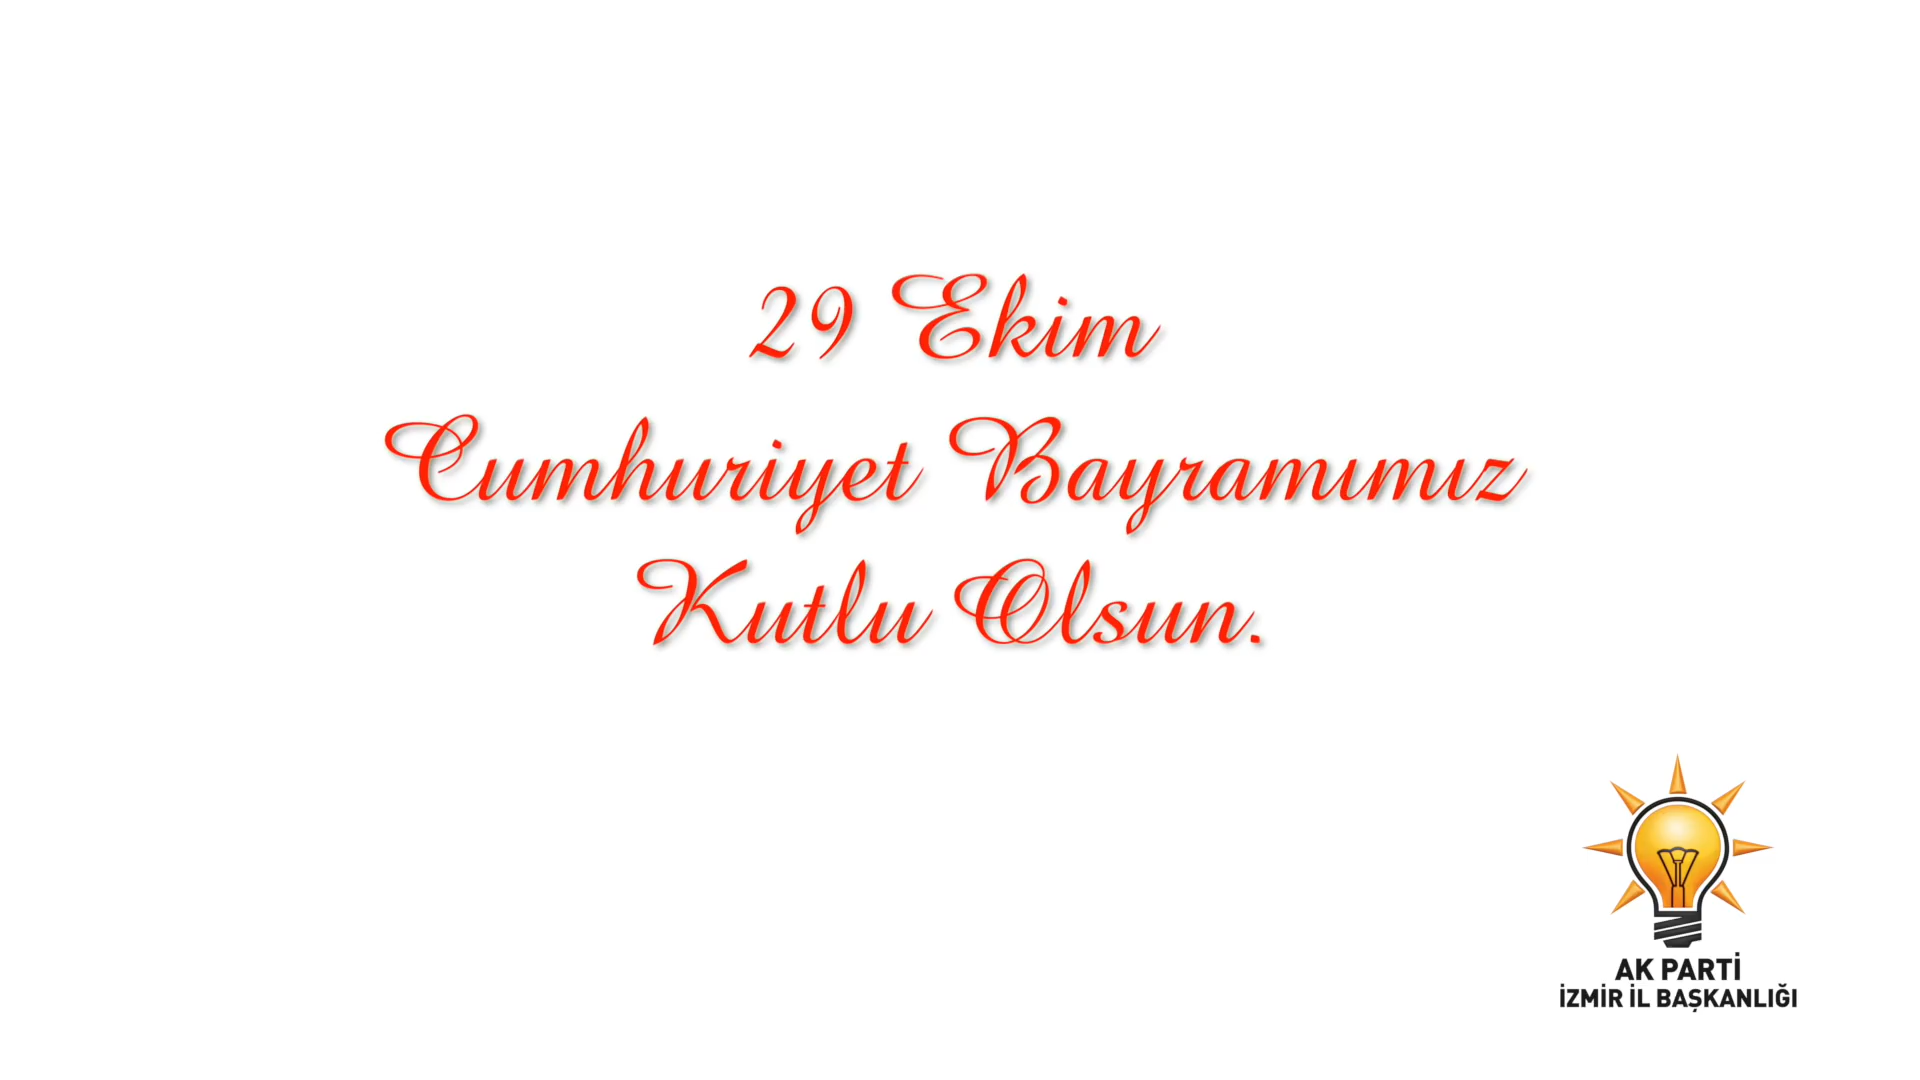 29 Ekim
Cumhuriyet Bayramımız
Kutlu Olsun.
AK PARTİ
İZMİR İL BAŞKANLIĞI